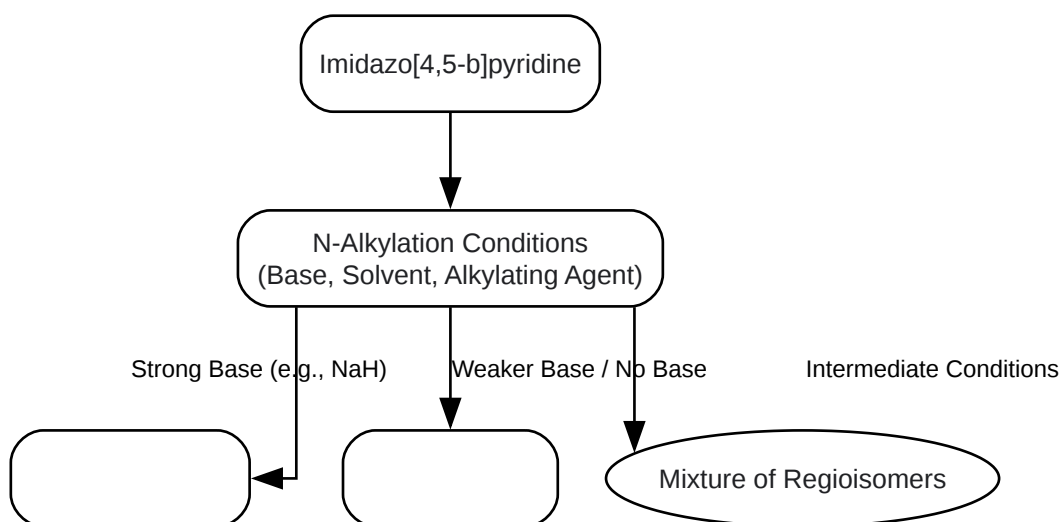 Imidazo[4,5-b]pyridine
N-Alkylation Conditions
(Base, Solvent, Alkylating Agent)
Strong Base (e.g., NaH)
Weaker Base / No Base
Intermediate Conditions
Mixture of Regioisomers